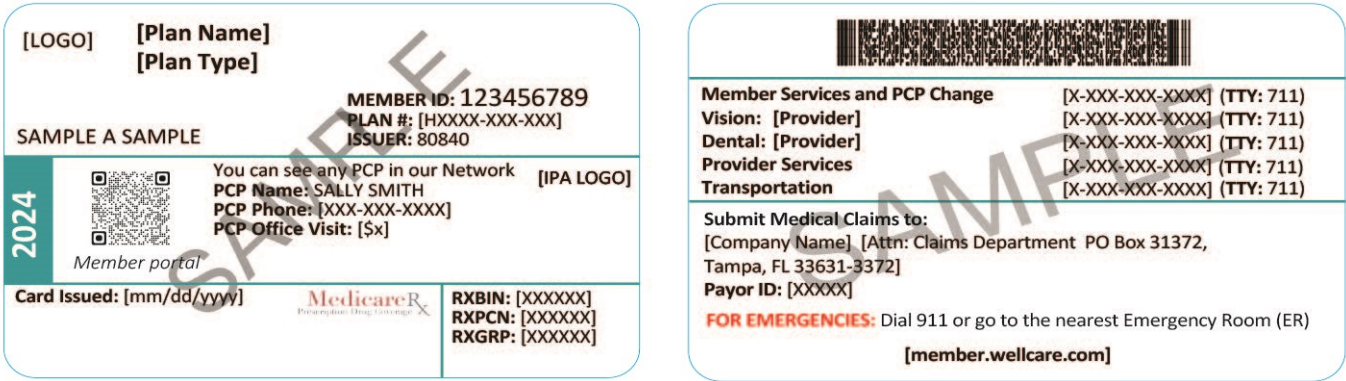 [LOGO]
[Plan Name]
[Plan Type]
MEMBER ID: 123456789
PLAN #: [HXXXX-XXX-XXX]
SAMPLE A SAMPLE
ISSUER: 80840
2024
You can see any PCP in our Network
[IPA LOGO]
PCP Name: SALLY SMITH
PCP Phone: [XXX-XXX-XXXX]
PCP Office Visit: [$x]
Member portal
Card Issued: [mm/dd/yyyy]
MedicareRx
Prescription Drug Coverage
RXBIN: [XXXXXX]
RXPCN: [XXXXXX]
RXGRP: [XXXXXX]
SAMPLE
Member Services and PCP Change [X-XXX-XXX-XXXX] (TTY: 711)
Vision: [Provider] [X-XXX-XXX-XXXX] (TTY: 711)
Dental: [Provider] [X-XXX-XXX-XXXX] (TTY: 711)
Provider Services [X-XXX-XXX-XXXX] (TTY: 711)
Transportation [X-XXX-XXX-XXXX] (TTY: 711)
Submit Medical Claims to:
[Company Name] [Attn: Claims Department PO Box 31372,
Tampa, FL 33631-3372]
Payor ID: [XXXXX]
FOR EMERGENCIES: Dial 911 or go to the nearest Emergency Room (ER)
[member.wellcare.com]
SAMPLE